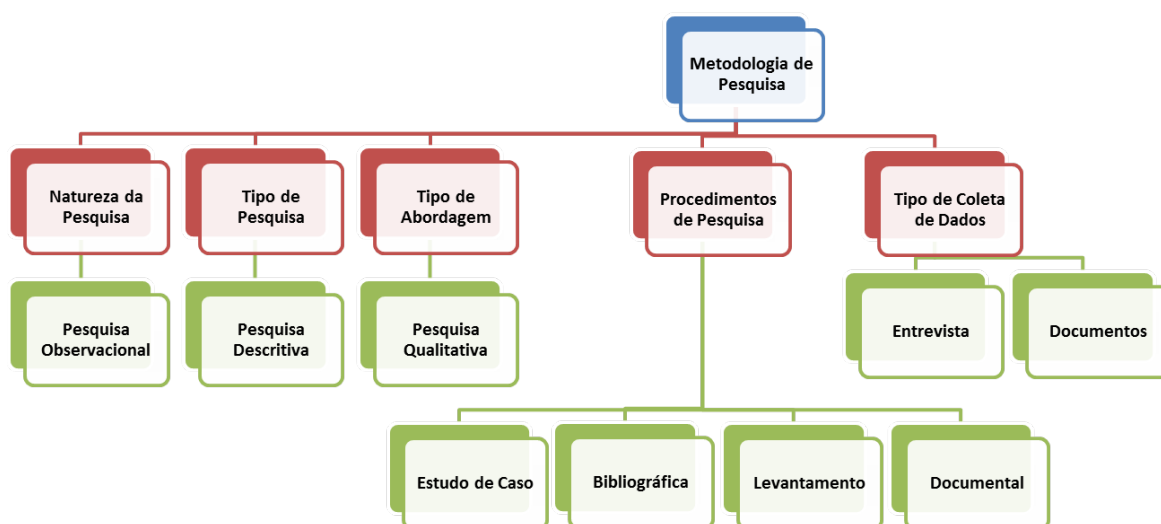 Metodologia de
Pesquisa
Natureza da
Pesquisa
Tipo de
Pesquisa
Tipo de
Abordagem
Procedimentos
de Pesquisa
Tipo de Coleta
de Dados
Pesquisa
Observacional
Pesquisa
Descritiva
Pesquisa
Qualitativa
Entrevista
Documentos
Estudo de Caso
Bibliográfica
Levantamento
Documental